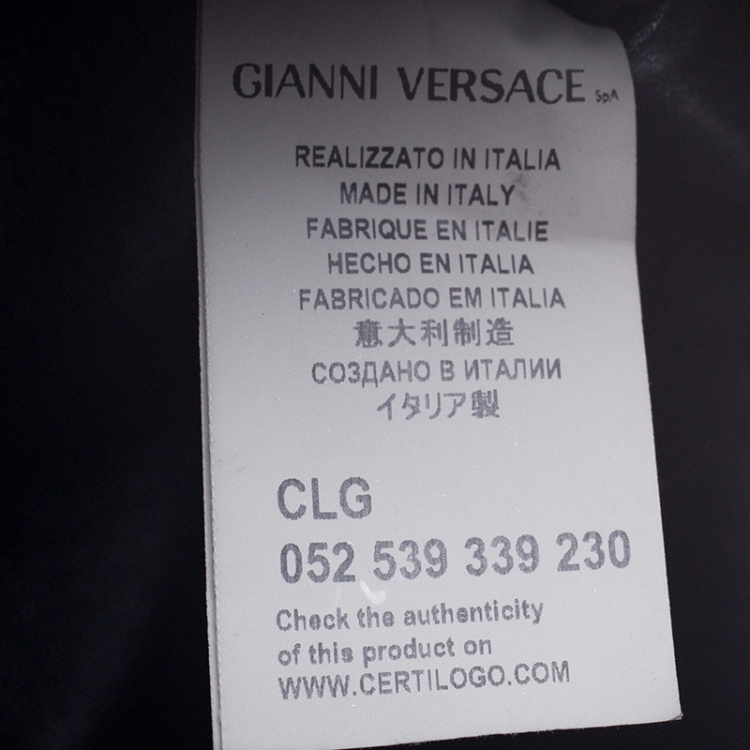 GIANNI VERSACE SpA
REALIZZATO IN ITALIA
MADE IN ITALY
FABRIQUE EN ITALIE
HECHO EN ITALIA
FABRICADO EM ITALIA
意大利制造
СОЗДАНО В ИТАЛИИ
イタリア製
CLG
052 539 339 230
Check the authenticity
of this product on
WWW.CERTILOGO.COM